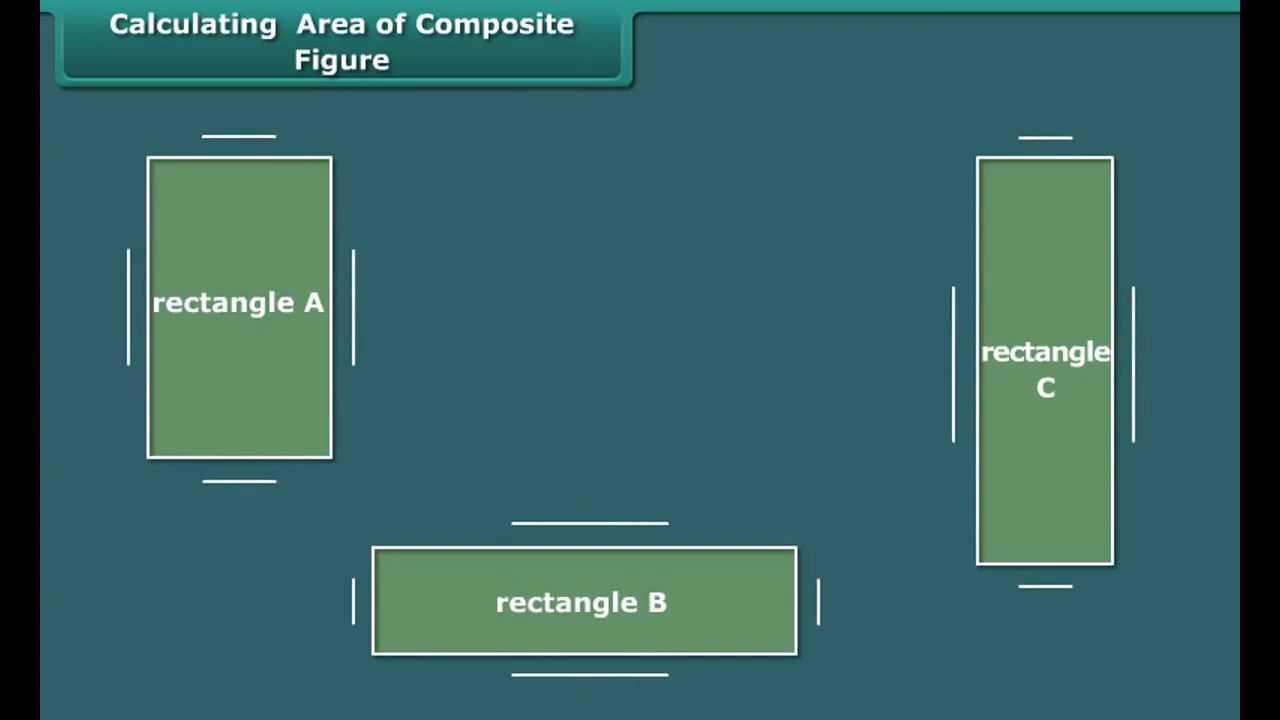 Calculating Area of Composite
Figure
rectangle A
rectangle
C
rectangle B